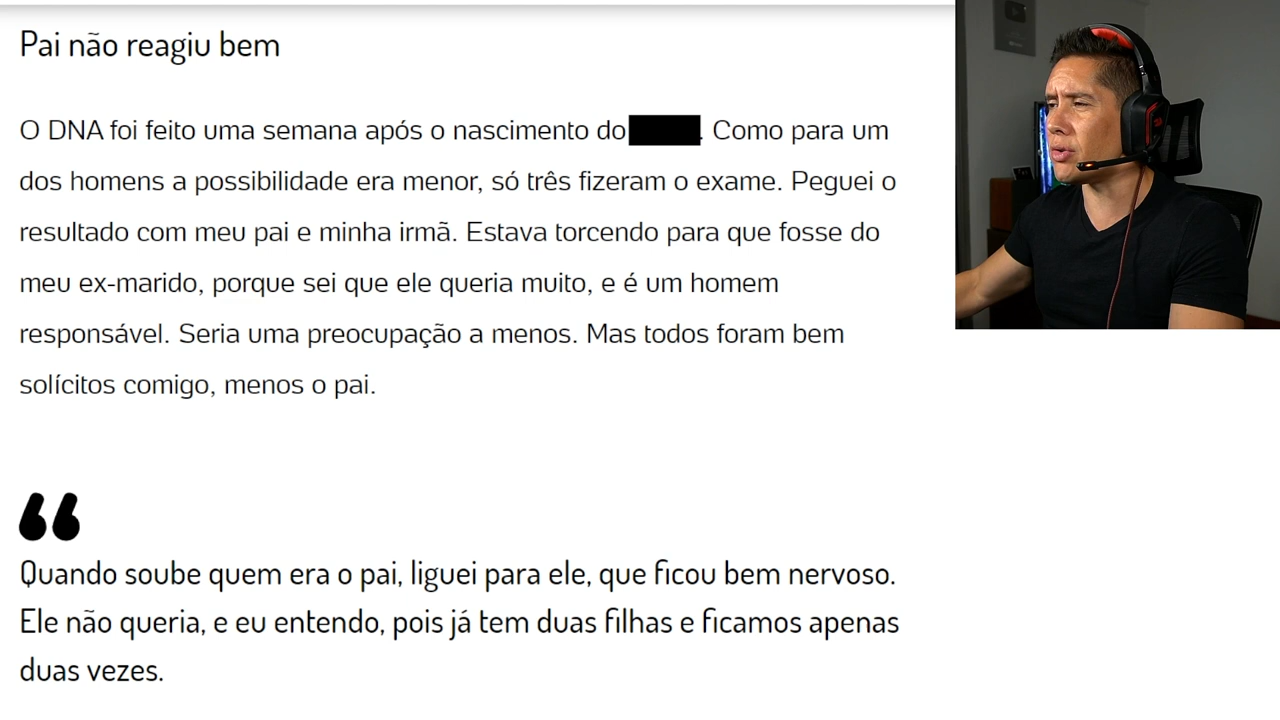 Pai não reagiu bem
O DNA foi feito uma semana após o nascimento do . Como para um
dos homens a possibilidade era menor, só três fizeram o exame. Peguei o
resultado com meu pai e minha irmã. Estava torcendo para que fosse do
meu ex-marido, porque sei que ele queria muito, e é um homem
responsável. Seria uma preocupação a menos. Mas todos foram bem
solícitos comigo, menos o pai.
“
Quando soube quem era o pai, liguei para ele, que ficou bem nervoso.
Ele não queria, e eu entendo, pois já tem duas filhas e ficamos apenas
duas vezes.